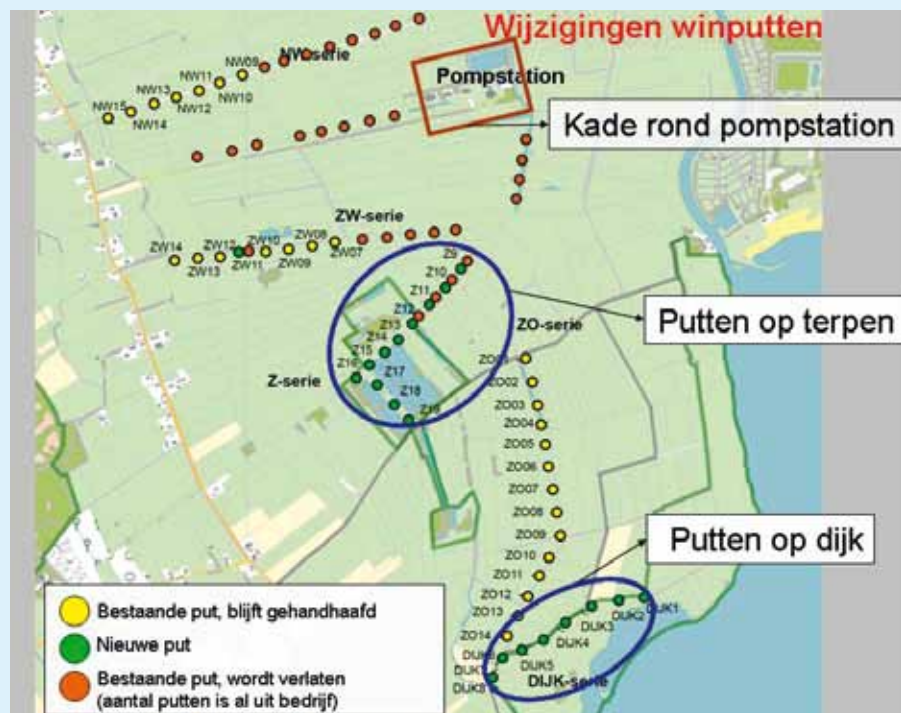 Wijzigingen winputten
NW-serie
Pompstation
NW09
NW11
NW10
NW13
NW12
NW15
NW14
Kade rond pompstation
ZW-serie
ZW14
ZW13
ZW12
ZW11
ZW10
ZW09
ZW08
ZW07
Z9
Z10
Z11
Z12
Z13
Z14
Z15
Z16
Z17
Z18
Z19
Z-serie
ZO-serie
Putten op terpen
ZO02
ZO03
ZO04
ZO05
ZO06
ZO07
ZO08
ZO09
ZO10
ZO11
ZO12
ZO13
ZO14
Putten op dijk
DIJK1
DIJK2
DIJK3
DIJK4
DIJK5
DIJK6
DIJK7
DIJK8
DIJK-serie
Bestaande put, blijft gehandhaafd
Nieuwe put
Bestaande put, wordt verlaten
(aantal putten is al uit bedrijf)